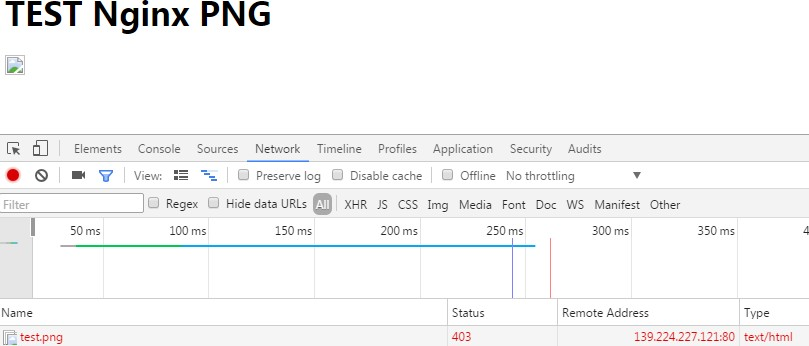 TEST Nginx PNG
Elements Console Sources Network Timeline Profiles Application Security Audits
View: Preserve log Disable cache Offline No throttling
Filter Regex Hide data URLs All XHR JS CSS Img Media Font Doc WS Manifest Other
50 ms 100 ms 150 ms 200 ms 250 ms 300 ms 350 ms 4
Name Status Remote Address Type
test.png 403 139.224.227.121:80 text/html